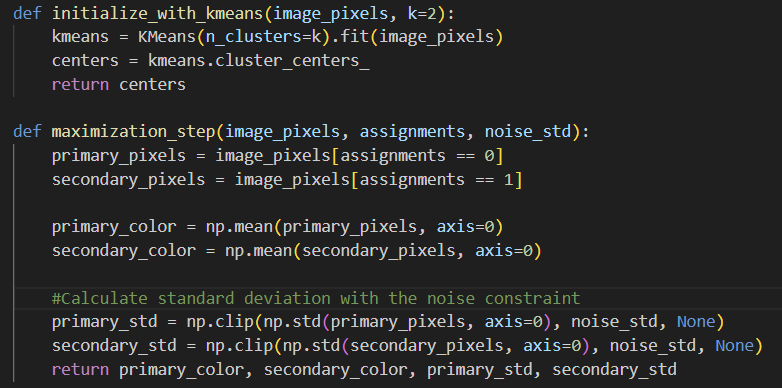 def initialize_with_kmeans(image_pixels, k=2):
    kmeans = KMeans(n_clusters=k).fit(image_pixels)
    centers = kmeans.cluster_centers_
    return centers

def maximization_step(image_pixels, assignments, noise_std):
    primary_pixels = image_pixels[assignments == 0]
    secondary_pixels = image_pixels[assignments == 1]

    primary_color = np.mean(primary_pixels, axis=0)
    secondary_color = np.mean(secondary_pixels, axis=0)

    #Calculate standard deviation with the noise constraint
    primary_std = np.clip(np.std(primary_pixels, axis=0), noise_std, None)
    secondary_std = np.clip(np.std(secondary_pixels, axis=0), noise_std, None)
    return primary_color, secondary_color, primary_std, secondary_std